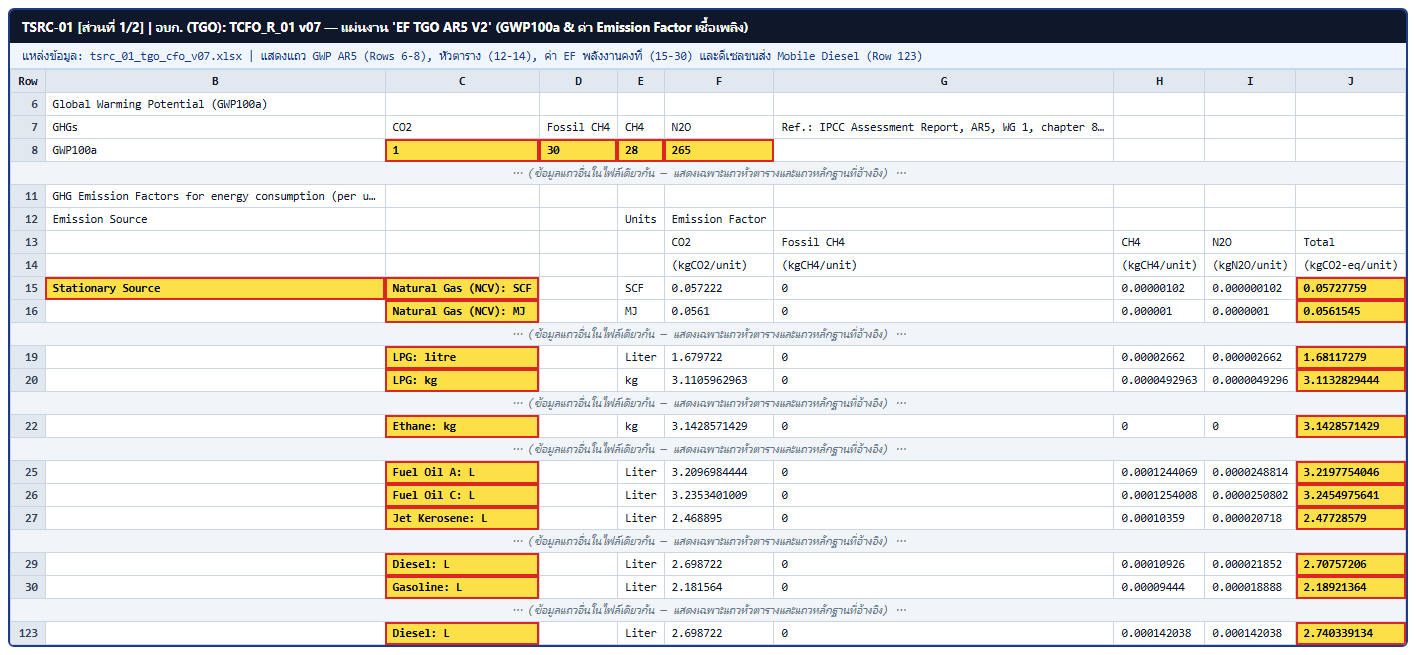 TSRC-01 [ส่วนที่ 1/2] | อบก. (TGO): TCFO_R_01 v07 — แผ่นงาน 'EF TGO AR5 V2' (GWP100a & ค่า Emission Factor เชื้อเพลิง)
แหล่งข้อมูล: tsrc_01_tgo_cfo_v07.xlsx | แสดงแถว GWP AR5 (Rows 6-8), หัวตาราง (12-14), ค่า EF พลังงานคงที่ (15-30) และดีเซลขนส่ง Mobile Diesel (Row 123)
Row B C D E F G H I J
6 Global Warming Potential (GWP100a)
7 GHGs CO2 Fossil CH4 CH4 N2O Ref.: IPCC Assessment Report, AR5, WG 1, chapter 8…
8 GWP100a 1 30 28 265
··· (ข้อมูลแถวอื่นในไฟล์เดียวกัน — แสดงเฉพาะแถวหัวตารางและแถวหลักฐานที่อ้างอิง) ···
11 GHG Emission Factors for energy consumption (per u…
12 Emission Source Units Emission Factor
13 CO2 Fossil CH4 CH4 N2O Total
14 (kgCO2/unit) (kgCH4/unit) (kgCH4/unit) (kgN2O/unit) (kgCO2-eq/unit)
15 Stationary Source Natural Gas (NCV): SCF SCF 0.057222 0 0.00000102 0.000000102 0.05727759
16 Natural Gas (NCV): MJ MJ 0.0561 0 0.000001 0.0000001 0.0561545
··· (ข้อมูลแถวอื่นในไฟล์เดียวกัน — แสดงเฉพาะแถวหัวตารางและแถวหลักฐานที่อ้างอิง) ···
19 LPG: litre Liter 1.679722 0 0.00002662 0.000002662 1.68117279
20 LPG: kg kg 3.1105962963 0 0.0000492963 0.0000049296 3.1132829444
··· (ข้อมูลแถวอื่นในไฟล์เดียวกัน — แสดงเฉพาะแถวหัวตารางและแถวหลักฐานที่อ้างอิง) ···
22 Ethane: kg kg 3.1428571429 0 0 0 3.1428571429
··· (ข้อมูลแถวอื่นในไฟล์เดียวกัน — แสดงเฉพาะแถวหัวตารางและแถวหลักฐานที่อ้างอิง) ···
25 Fuel Oil A: L Liter 3.2096984444 0 0.0001244069 0.0000248814 3.2197754046
26 Fuel Oil C: L Liter 3.2353401009 0 0.0001254008 0.0000250802 3.2454975641
27 Jet Kerosene: L Liter 2.468895 0 0.00010359 0.000020718 2.47728579
··· (ข้อมูลแถวอื่นในไฟล์เดียวกัน — แสดงเฉพาะแถวหัวตารางและแถวหลักฐานที่อ้างอิง) ···
29 Diesel: L Liter 2.698722 0 0.00010926 0.000021852 2.70757206
30 Gasoline: L Liter 2.181564 0 0.00009444 0.000018888 2.18921364
··· (ข้อมูลแถวอื่นในไฟล์เดียวกัน — แสดงเฉพาะแถวหัวตารางและแถวหลักฐานที่อ้างอิง) ···
123 Diesel: L Liter 2.698722 0 0.000142038 0.000142038 2.740339134